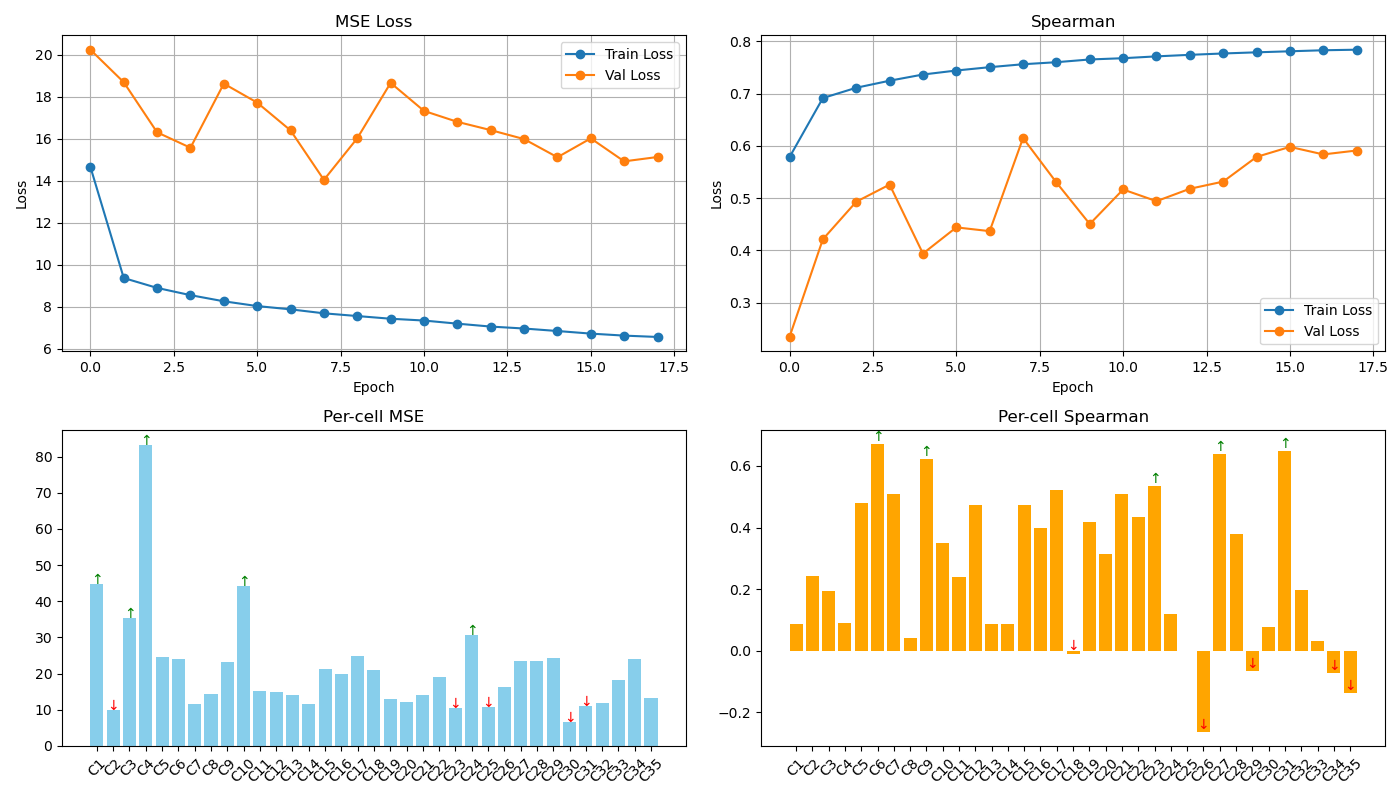 MSE Loss
20
18
16
14
12
10
8
6
Loss
0.0 2.5 5.0 7.5 10.0 12.5 15.0 17.5
Epoch
Train Loss
Val Loss
Spearman
0.8
0.7
0.6
0.5
0.4
0.3
Loss
0.0 2.5 5.0 7.5 10.0 12.5 15.0 17.5
Epoch
Train Loss
Val Loss
Per-cell MSE
80
70
60
50
40
30
20
10
0
↑ ↓ ↑ ↑ ↑ ↓ ↑ ↓ ↓ ↓
C1 C2 C3 C4 C5 C6 C7 C8 C9 C10 C11 C12 C13 C14 C15 C16 C17 C18 C19 C20 C21 C22 C23 C24 C25 C26 C27 C28 C29 C30 C31 C32 C33 C34 C35
Per-cell Spearman
0.6
0.4
0.2
0.0
−0.2
↑ ↑ ↓ ↑ ↓ ↑ ↓ ↑ ↓ ↓
C1 C2 C3 C4 C5 C6 C7 C8 C9 C10 C11 C12 C13 C14 C15 C16 C17 C18 C19 C20 C21 C22 C23 C24 C25 C26 C27 C28 C29 C30 C31 C32 C33 C34 C35